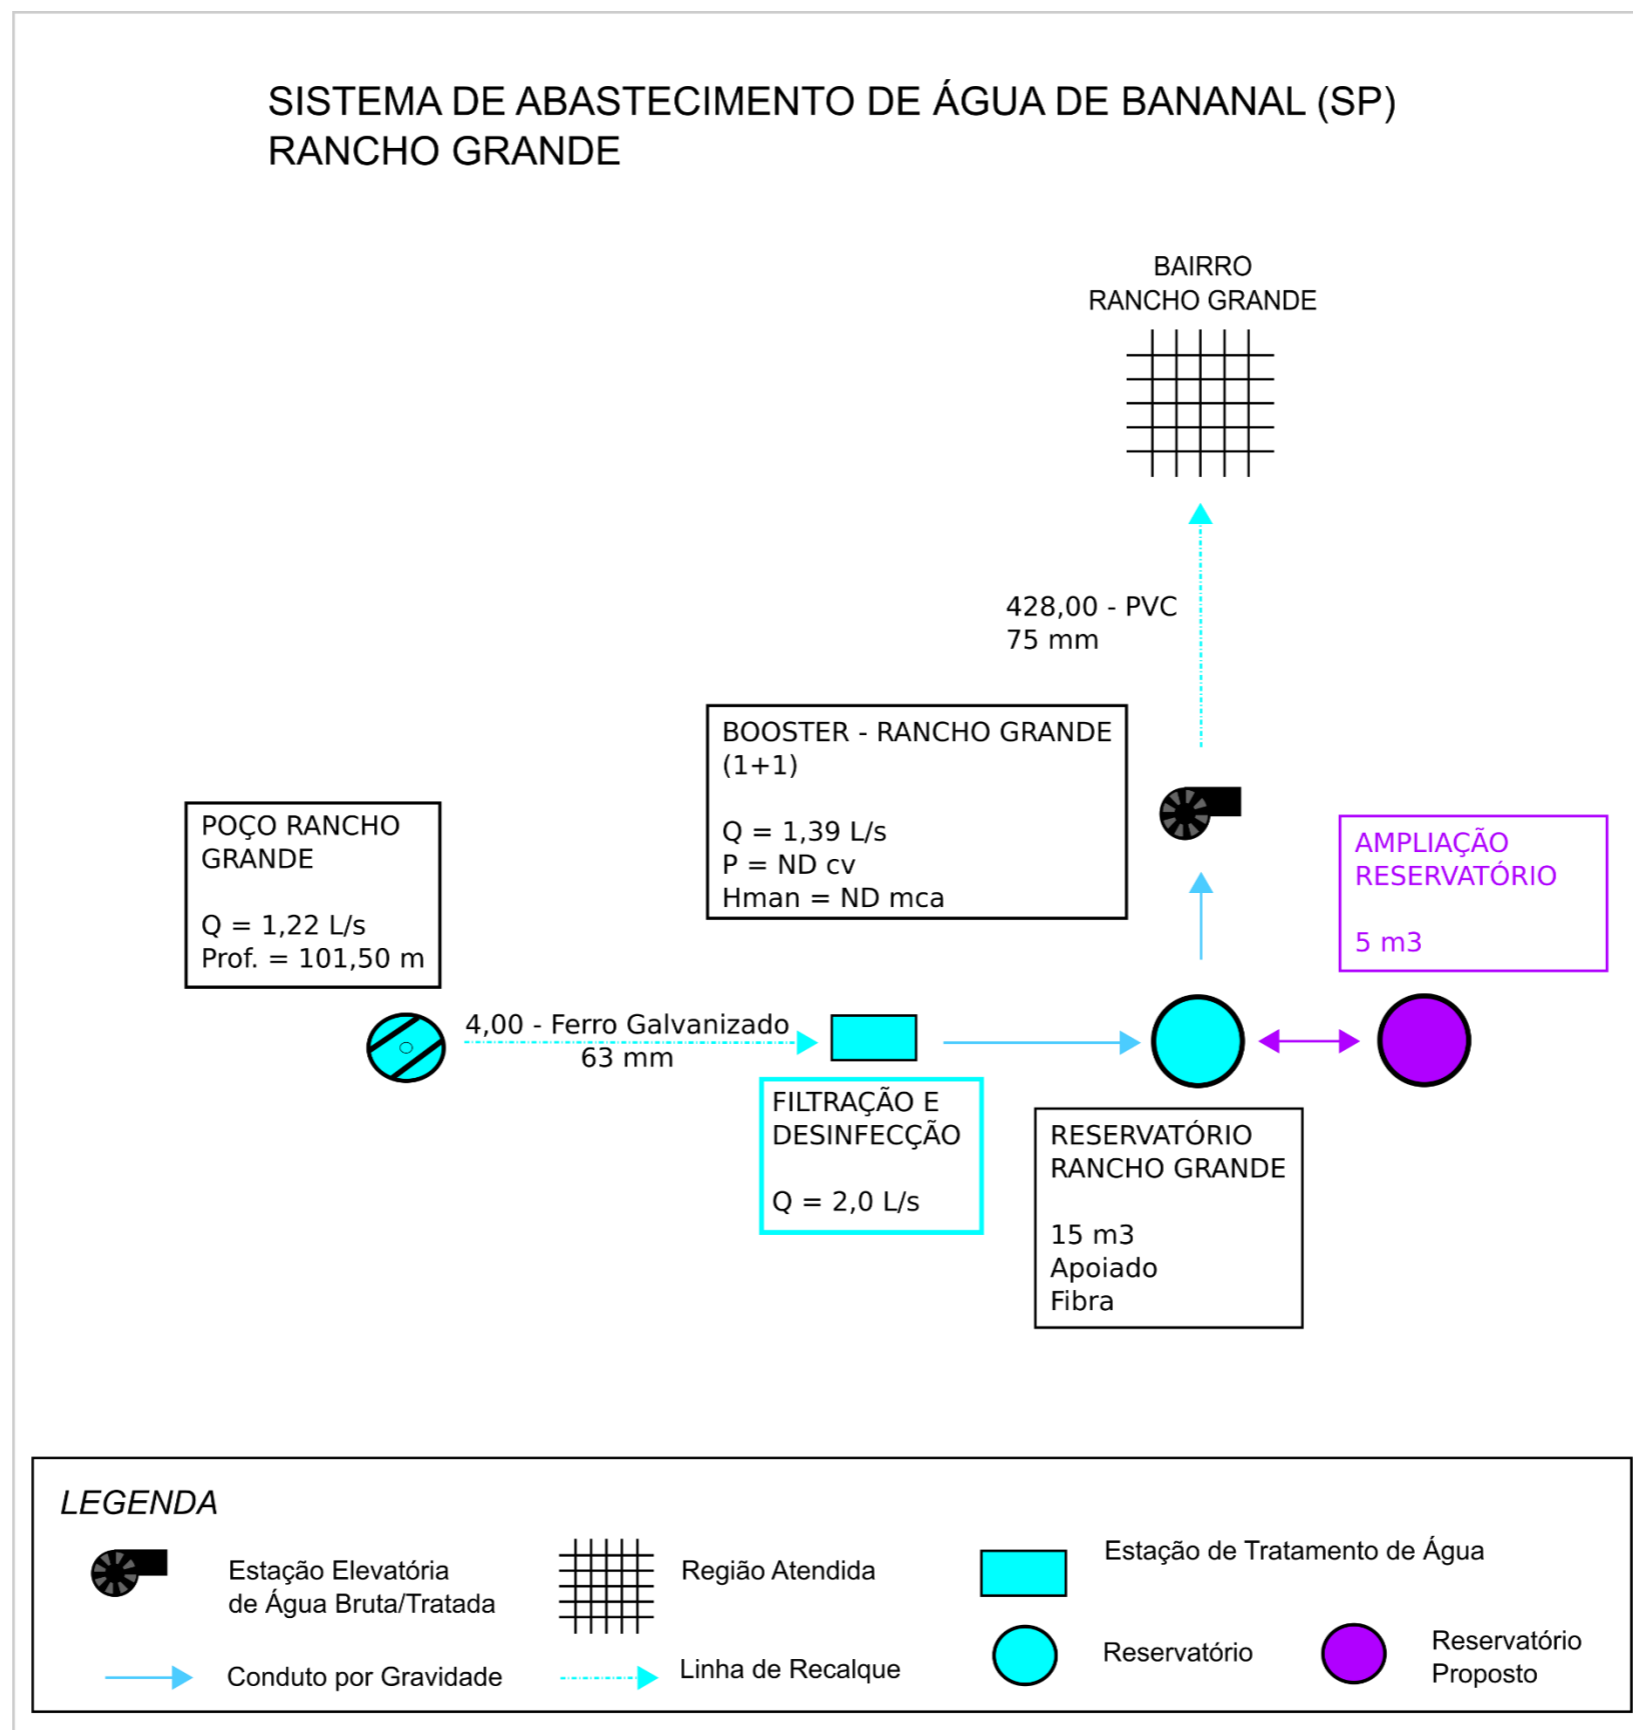 SISTEMA DE ABASTECIMENTO DE ÁGUA DE BANANAL (SP)
RANCHO GRANDE
BAIRRO
RANCHO GRANDE
428,00 - PVC
75 mm
BOOSTER - RANCHO GRANDE
(1+1)
Q = 1,39 L/s
P = ND cv
Hman = ND mca
POÇO RANCHO
GRANDE
Q = 1,22 L/s
Prof. = 101,50 m
AMPLIAÇÃO
RESERVATÓRIO
5 m3
4,00 - Ferro Galvanizado
63 mm
FILTRAÇÃO E
DESINFECÇÃO
Q = 2,0 L/s
RESERVATÓRIO
RANCHO GRANDE
15 m3
Apoiado
Fibra
LEGENDA
Estação Elevatória
de Água Bruta/Tratada
Região Atendida
Estação de Tratamento de Água
Conduto por Gravidade
Linha de Recalque
Reservatório
Reservatório
Proposto